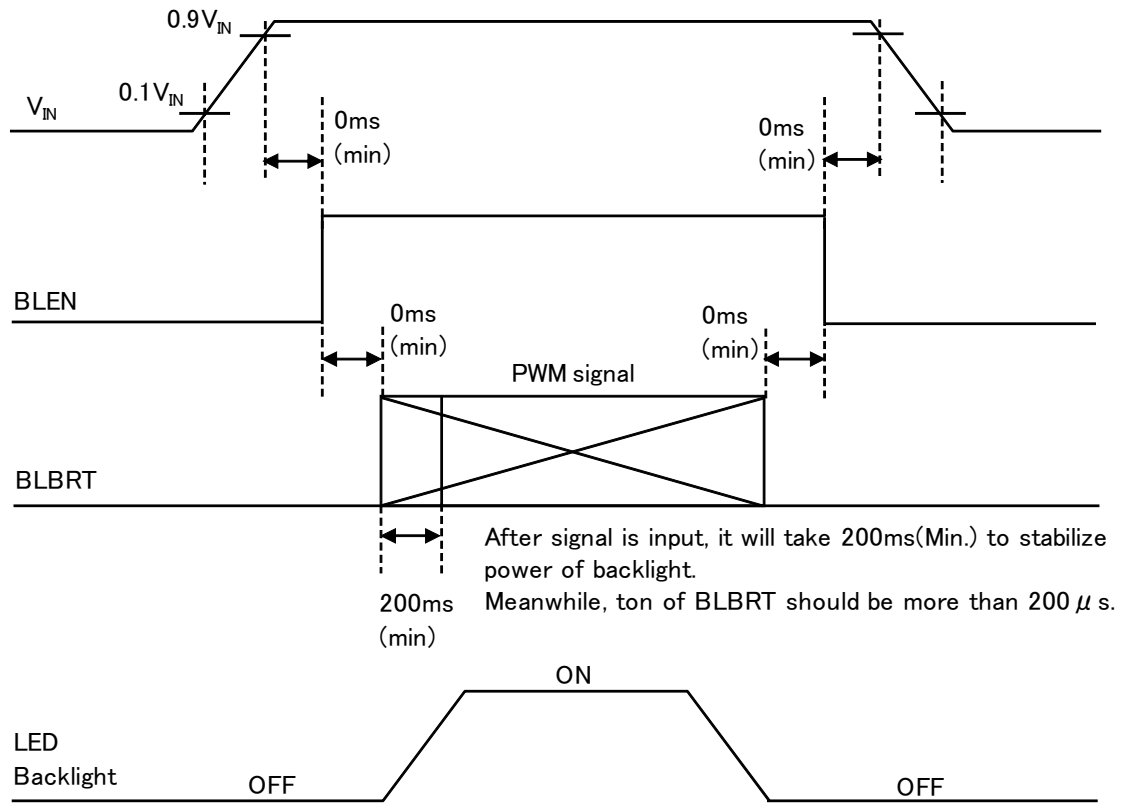 0.9VIN
0.1VIN
VIN
0ms
(min)
0ms
(min)
BLEN
0ms
(min)
0ms
(min)
PWM signal
BLBRT
After signal is input, it will take 200ms(Min.) to stabilize
power of backlight.
200ms
(min)
Meanwhile, ton of BLBRT should be more than 200 μ s.
ON
LED
Backlight
OFF
OFF